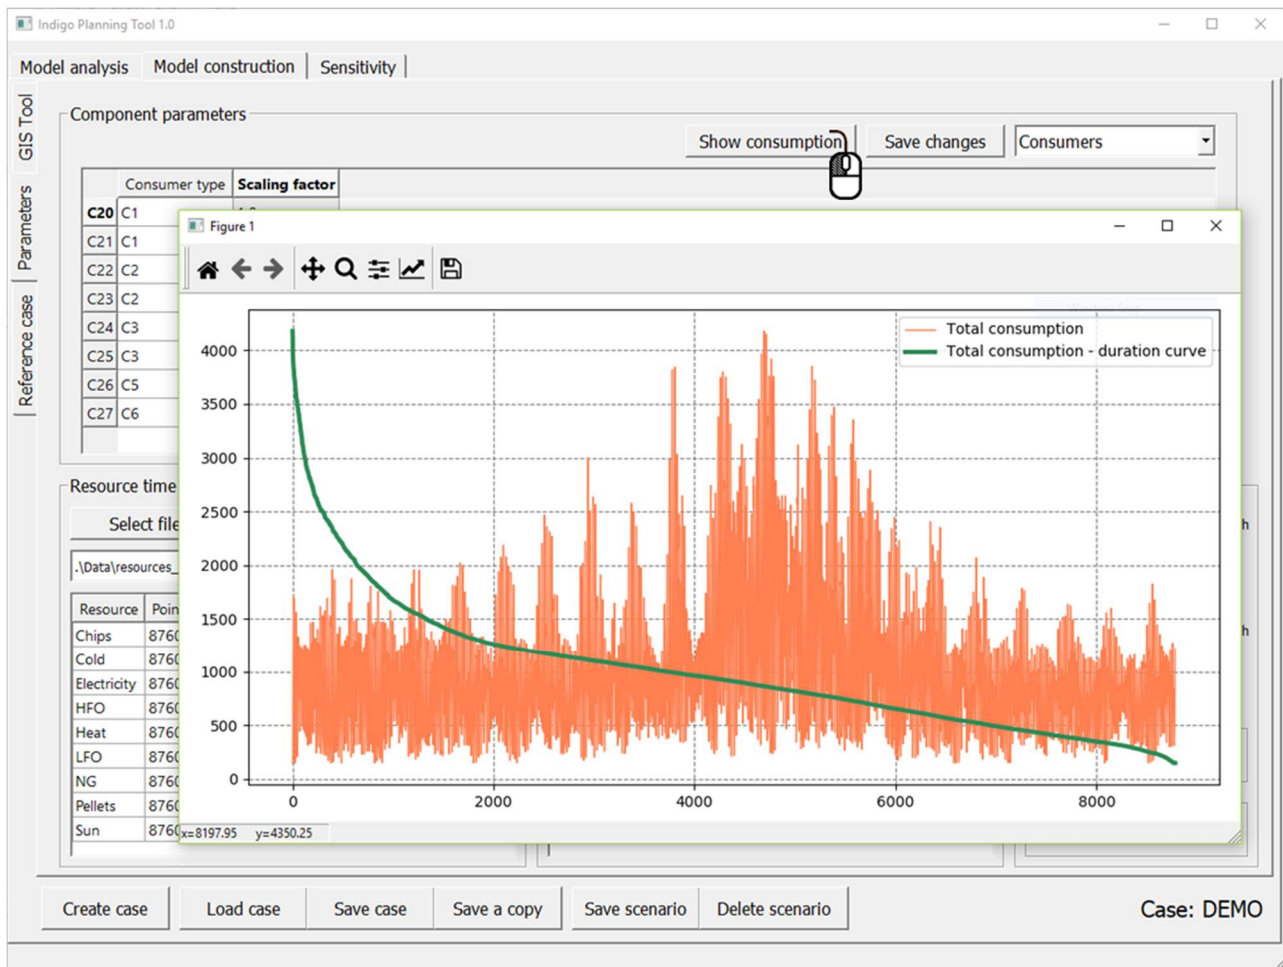 Indigo Planning Tool 1.0
Model analysis Model construction Sensitivity
GIS Tool
Parameters
Reference case
Component parameters
Show consumption Save changes Consumers
Consumer type Scaling factor
C20 C1
C21 C1
C22 C2
C23 C2
C24 C3
C25 C3
C26 C5
C27 C6
Figure 1
Total consumption
Total consumption - duration curve
4000
3500
3000
2500
2000
1500
1000
500
0
0 2000 4000 6000 8000
x=8197.95 y=4350.25
Resource time
Select file
.\Data\resources_
Resource Poin
Chips 8760
Cold 8760
Electricity 8760
HFO 8760
Heat 8760
LFO 8760
NG 8760
Pellets 8760
Sun 8760
h
h
Create case Load case Save case Save a copy Save scenario Delete scenario Case: DEMO